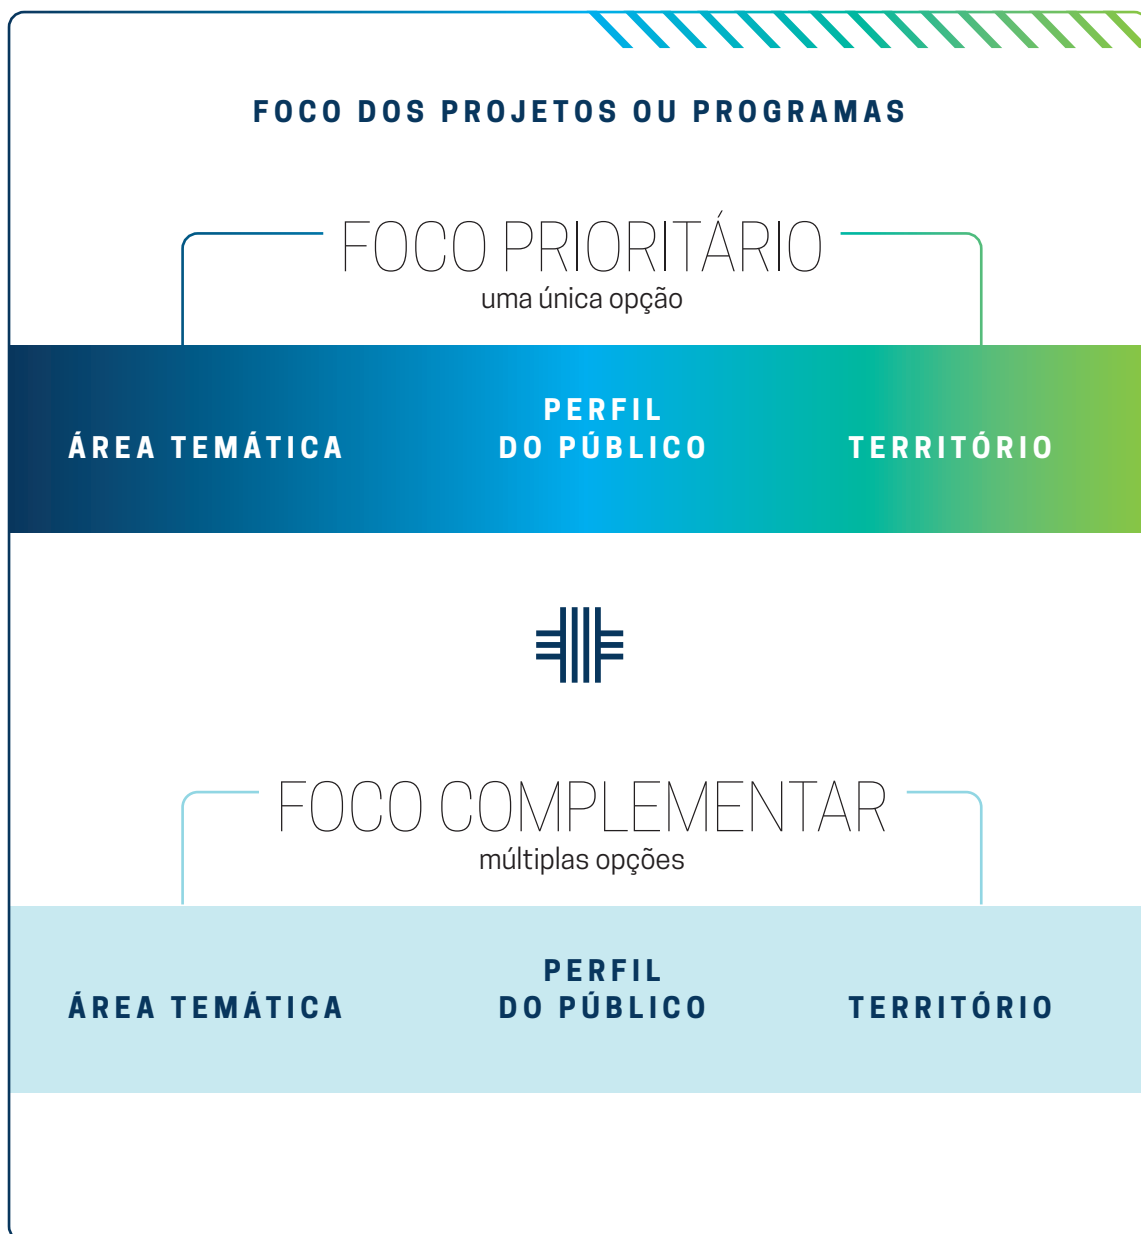 FOCO DOS PROJETOS OU PROGRAMAS
FOCO PRIORITÁRIO
uma única opção
ÁREA TEMÁTICA
PERFIL
DO PÚBLICO
TERRITÓRIO
FOCO COMPLEMENTAR
múltiplas opções
ÁREA TEMÁTICA
PERFIL
DO PÚBLICO
TERRITÓRIO